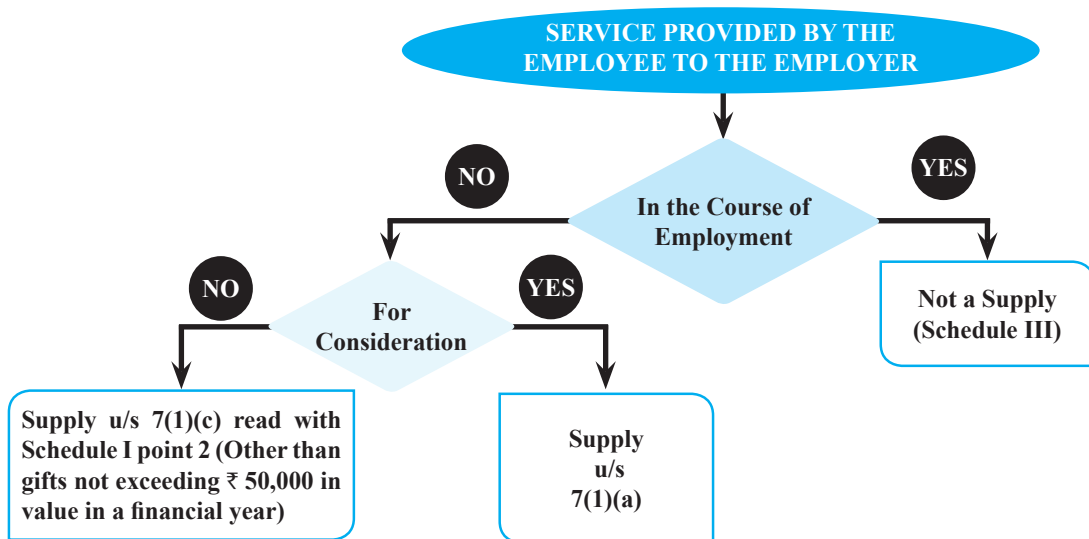 SERVICE PROVIDED BY THE
EMPLOYEE TO THE EMPLOYER
NO
YES
In the Course of
Employment
NO
YES
For
Consideration
Not a Supply
(Schedule III)
Supply u/s 7(1)(c) read with
Schedule I point 2 (Other than
gifts not exceeding ₹ 50,000 in
value in a financial year)
Supply
u/s
7(1)(a)